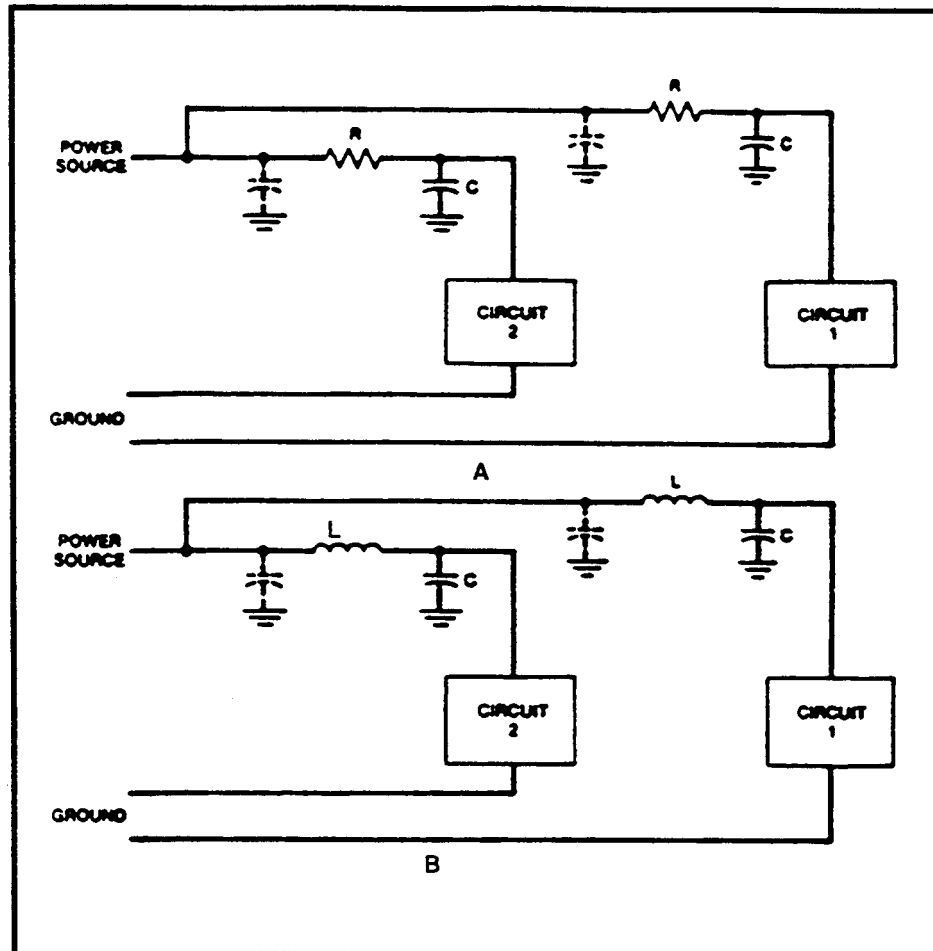 R
R
POWER
SOURCE
C
C
CIRCUIT
2
CIRCUIT
1
GROUND
A
L
L
POWER
SOURCE
C
C
CIRCUIT
2
CIRCUIT
1
GROUND
B